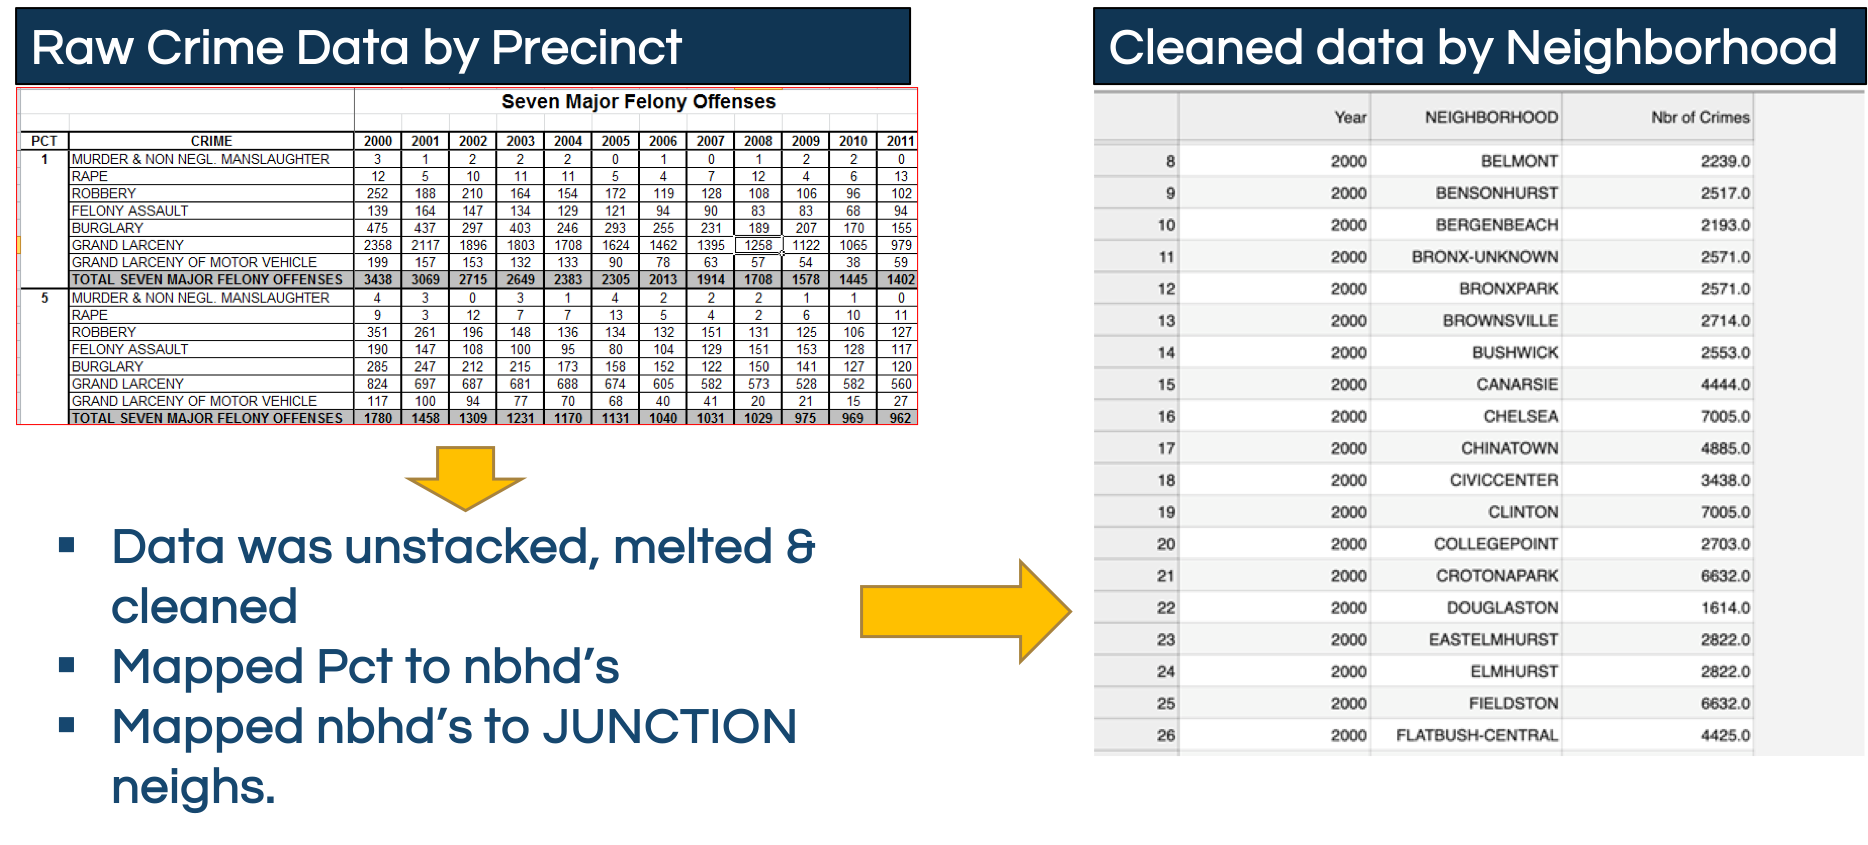 Raw Crime Data by Precinct
Seven Major Felony Offenses
PCT CRIME 2000 2001 2002 2003 2004 2005 2006 2007 2008 2009 2010 2011
1 MURDER & NON NEGL. MANSLAUGHTER 3 1 2 2 2 0 1 0 1 2 2 0
RAPE 12 5 10 11 11 5 4 7 12 4 6 13
ROBBERY 252 188 210 164 154 172 119 128 108 106 96 102
FELONY ASSAULT 139 164 147 134 129 121 94 90 83 83 68 94
BURGLARY 475 437 297 403 246 293 255 231 189 207 170 155
GRAND LARCENY 2358 2117 1896 1803 1708 1624 1462 1395 1258 1122 1065 979
GRAND LARCENY OF MOTOR VEHICLE 199 157 153 132 133 90 78 63 57 54 38 59
TOTAL SEVEN MAJOR FELONY OFFENSES 3438 3069 2715 2649 2383 2305 2013 1914 1708 1578 1445 1402
5 MURDER & NON NEGL. MANSLAUGHTER 4 3 0 3 1 4 2 2 2 1 1 0
RAPE 9 3 12 7 7 13 5 4 2 6 10 11
ROBBERY 351 261 196 148 136 134 132 151 131 125 106 127
FELONY ASSAULT 190 147 108 100 95 80 104 129 151 153 128 117
BURGLARY 285 247 212 215 173 158 152 122 150 141 127 120
GRAND LARCENY 824 697 687 681 688 674 605 582 573 528 582 560
GRAND LARCENY OF MOTOR VEHICLE 117 100 94 77 70 68 40 41 20 21 15 27
TOTAL SEVEN MAJOR FELONY OFFENSES 1780 1458 1309 1231 1170 1131 1040 1031 1029 975 969 962
▪ Data was unstacked, melted &
cleaned
▪ Mapped Pct to nbhd’s
▪ Mapped nbhd’s to JUNCTION
neighs.
Cleaned data by Neighborhood
Year NEIGHBORHOOD Nbr of Crimes
8 2000 BELMONT 2239.0
9 2000 BENSONHURST 2517.0
10 2000 BERGENBEACH 2193.0
11 2000 BRONX-UNKNOWN 2571.0
12 2000 BRONXPARK 2571.0
13 2000 BROWNSVILLE 2714.0
14 2000 BUSHWICK 2553.0
15 2000 CANARSIE 4444.0
16 2000 CHELSEA 7005.0
17 2000 CHINATOWN 4885.0
18 2000 CIVICCENTER 3438.0
19 2000 CLINTON 7005.0
20 2000 COLLEGEPOINT 2703.0
21 2000 CROTONAPARK 6632.0
22 2000 DOUGLASTON 1614.0
23 2000 EASTELMHURST 2822.0
24 2000 ELMHURST 2822.0
25 2000 FIELDSTON 6632.0
26 2000 FLATBUSH-CENTRAL 4425.0